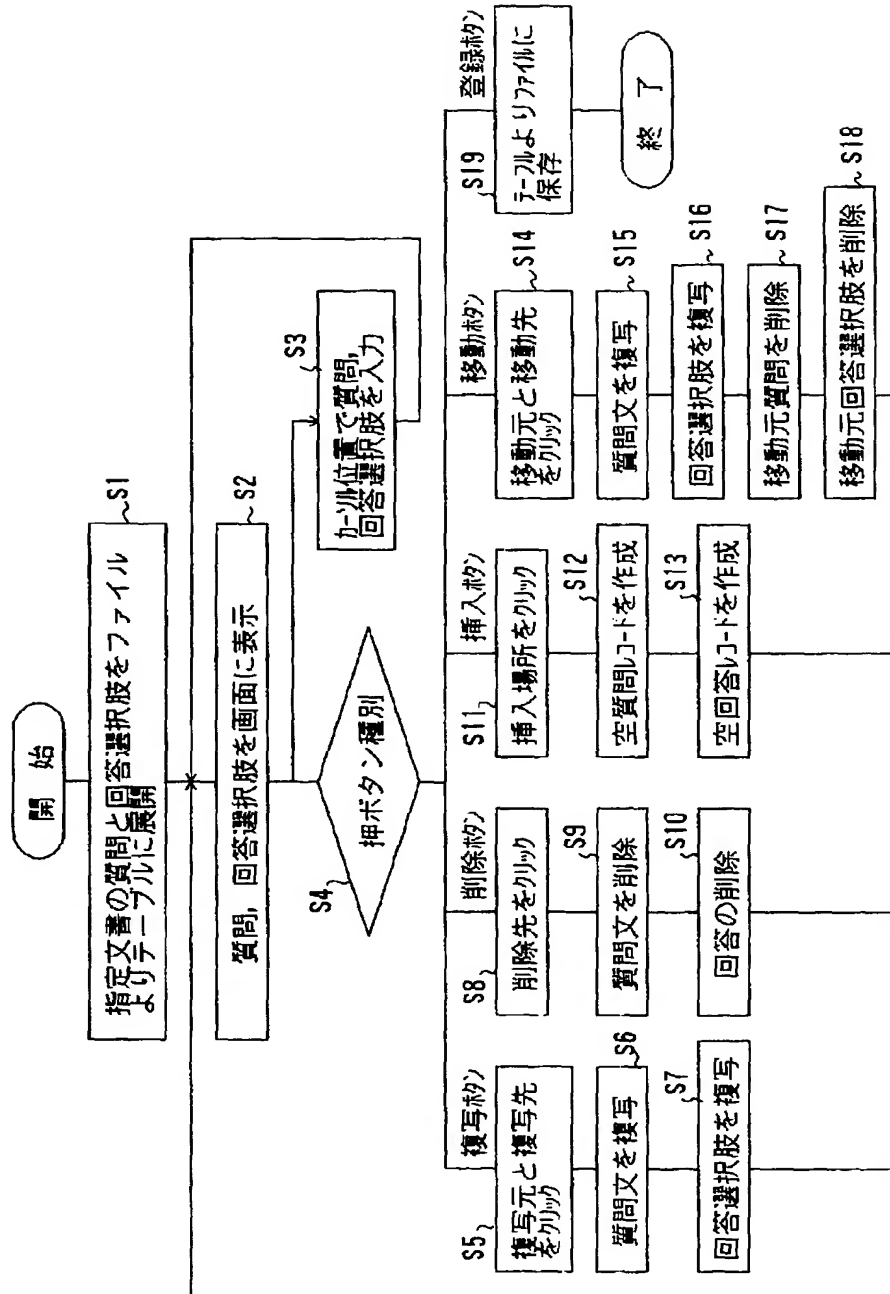 開 始
指定文書の質問と回答選択肢をファイル
よりテーブルに展開
S1
質問, 回答選択肢を画面に表示
S2
カーソル位置で質問,
回答選択肢を入力
S3
押ボタン種別
S4
複写ボタン
S5
複写元と複写先
をクリック
質問文を複写
S6
回答選択肢を複写
S7
削除ボタン
S8
削除先をクリック
質問文を削除
S9
回答の削除
S10
挿入ボタン
S11
挿入場所をクリック
S12
空質問レコードを作成
S13
空回答レコードを作成
移動ボタン
移動元と移動先
をクリック
S14
質問文を複写
S15
回答選択肢を複写
S16
移動元質問を削除
S17
移動元回答選択肢を削除
S18
登録ボタン
S19
テーブルよりファイルに
保存
終 了